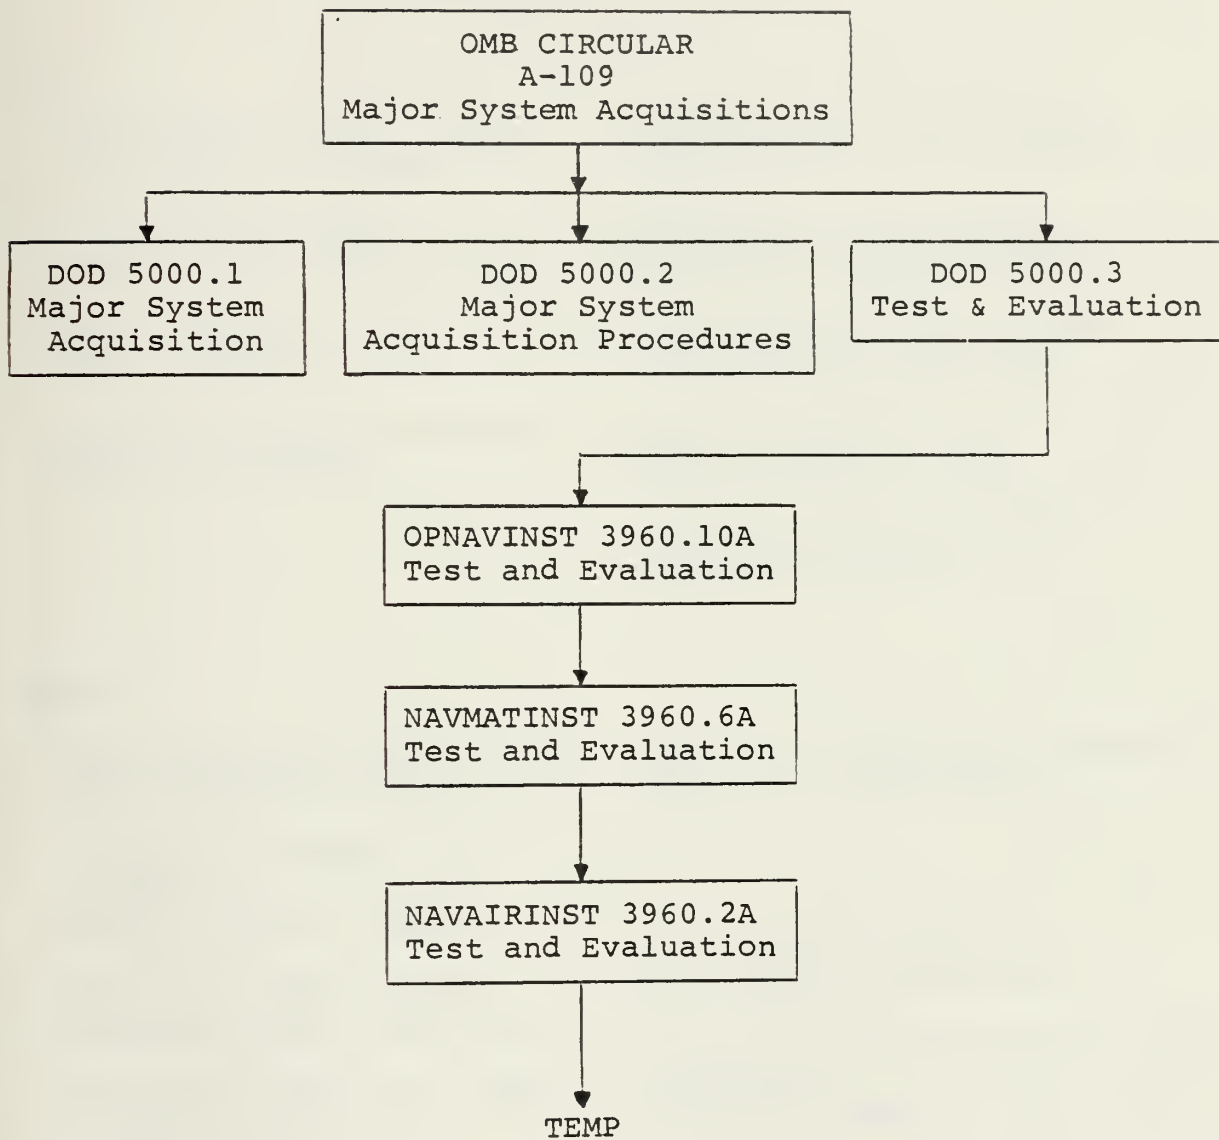 OMB CIRCULAR
A-109
Major System Acquisitions
DOD 5000.1
Major System
Acquisition
DOD 5000.2
Major System
Acquisition Procedures
DOD 5000.3
Test & Evaluation
OPNAVINST 3960.10A
Test and Evaluation
NAVMATINST 3960.6A
Test and Evaluation
NAVAIRINST 3960.2A
Test and Evaluation
TEMP